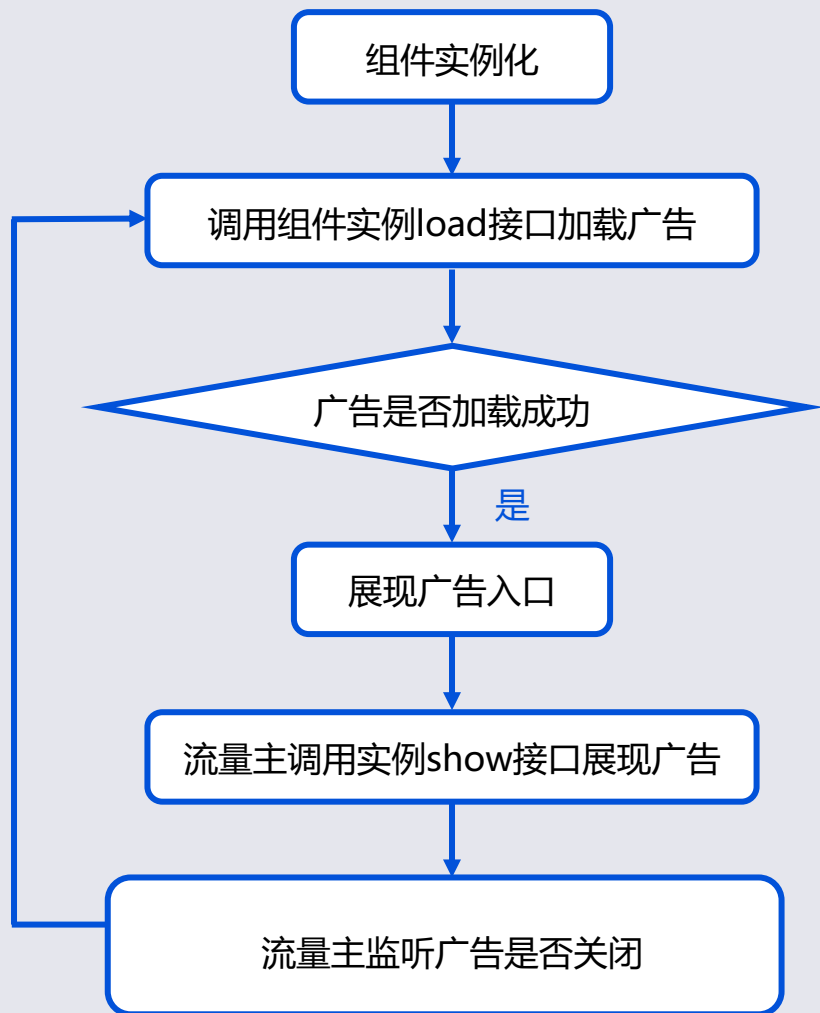 组件实例化
调用组件实例load接口加载广告
广告是否加载成功
是
展现广告入口
流量主调用实例show接口展现广告
流量主监听广告是否关闭